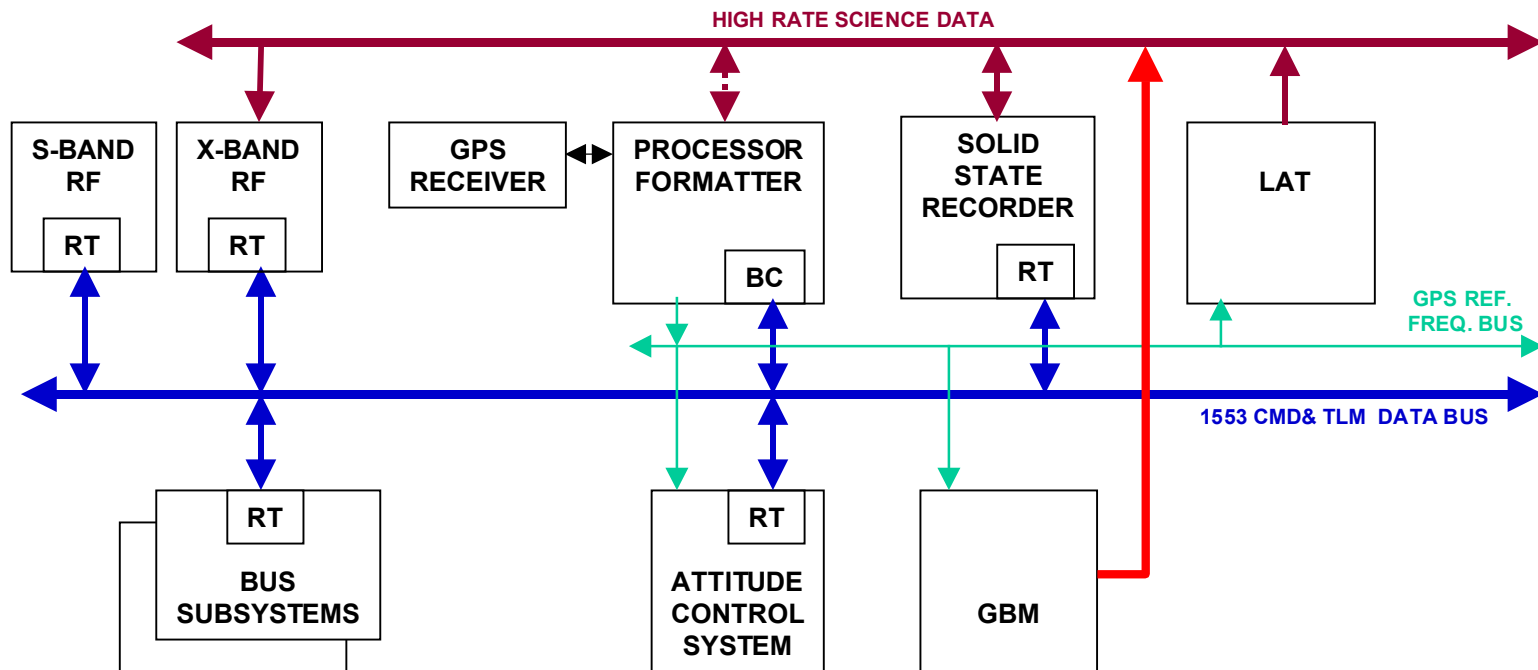 HIGH RATE SCIENCE DATA
S-BAND
RF
RT
X-BAND
RF
RT
GPS
RECEIVER
PROCESSOR
FORMATTER
BC
SOLID
STATE
RECORDER
RT
LAT
GPS REF.
FREQ. BUS
1553 CMD& TLM DATA BUS
RT
BUS
SUBSYSTEMS
RT
ATTITUDE
CONTROL
SYSTEM
GBM